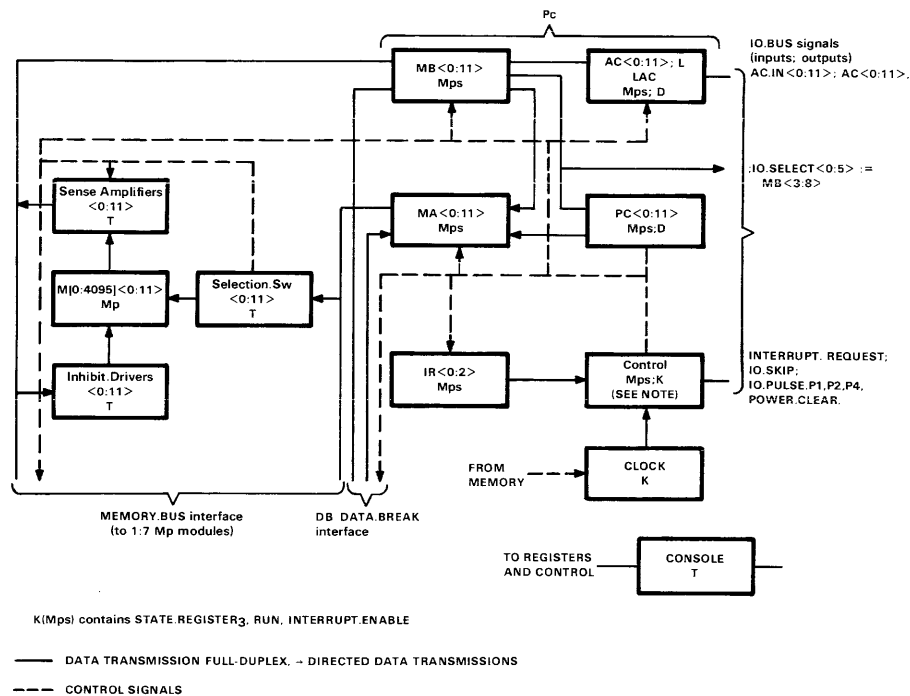 Pc
MB<0:11>
Mps
AC<0:11>; L
LAC
Mps; D
IO.BUS signals
(inputs; outputs)
AC.IN<0:11>; AC<0:11>.
;IO.SELECT<0:5> :=
MB<3:8>
Sense Amplifiers
<0:11>
T
MA<0:11>
Mps
PC<0:11>
Mps;D
M[0:4095]<0:11>
Mp
Selection.Sw
<0:11>
T
Inhibit.Drivers
<0:11>
T
IR<0:2>
Mps
Control
Mps;K
(SEE NOTE)
INTERRUPT. REQUEST;
IO.SKIP;
IO.PULSE.P1,P2,P4,
POWER.CLEAR.
FROM
MEMORY
CLOCK
K
MEMORY.BUS interface
(to 1:7 Mp modules)
DB DATA.BREAK
interface
TO REGISTERS
AND CONTROL
CONSOLE
T
K(Mps) contains STATE.REGISTER3, RUN, INTERRUPT.ENABLE
DATA TRANSMISSION FULL-DUPLEX, → DIRECTED DATA TRANSMISSIONS
CONTROL SIGNALS